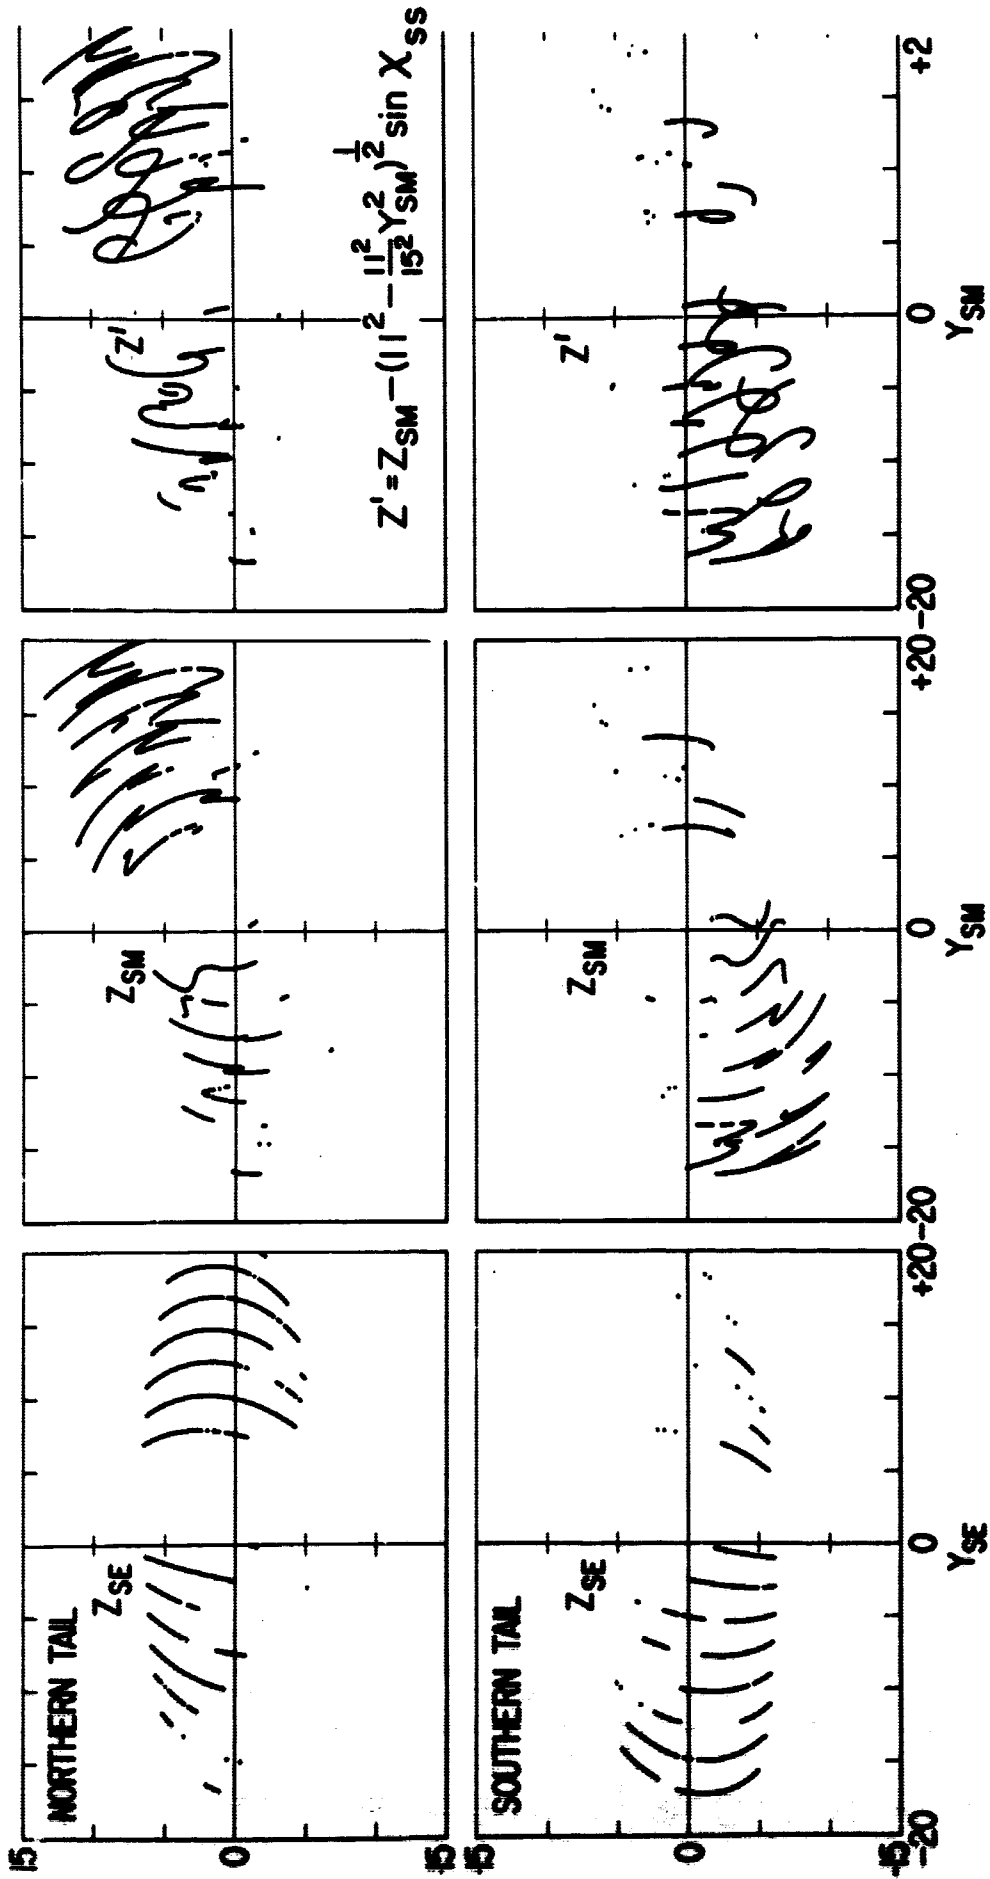 NORTHERN TAIL
15
0
15
Z_SE
Z_SM
Z'
Z' = Z_SM − (11² − 11²/15² Y²_SM)^½ sin χ_SS
SOUTHERN TAIL
15
0
-15
Z_SE
Z_SM
Z'
-20
0
+20
-20
0
+20
-20
0
+2
Y_SE
Y_SM
Y_SM